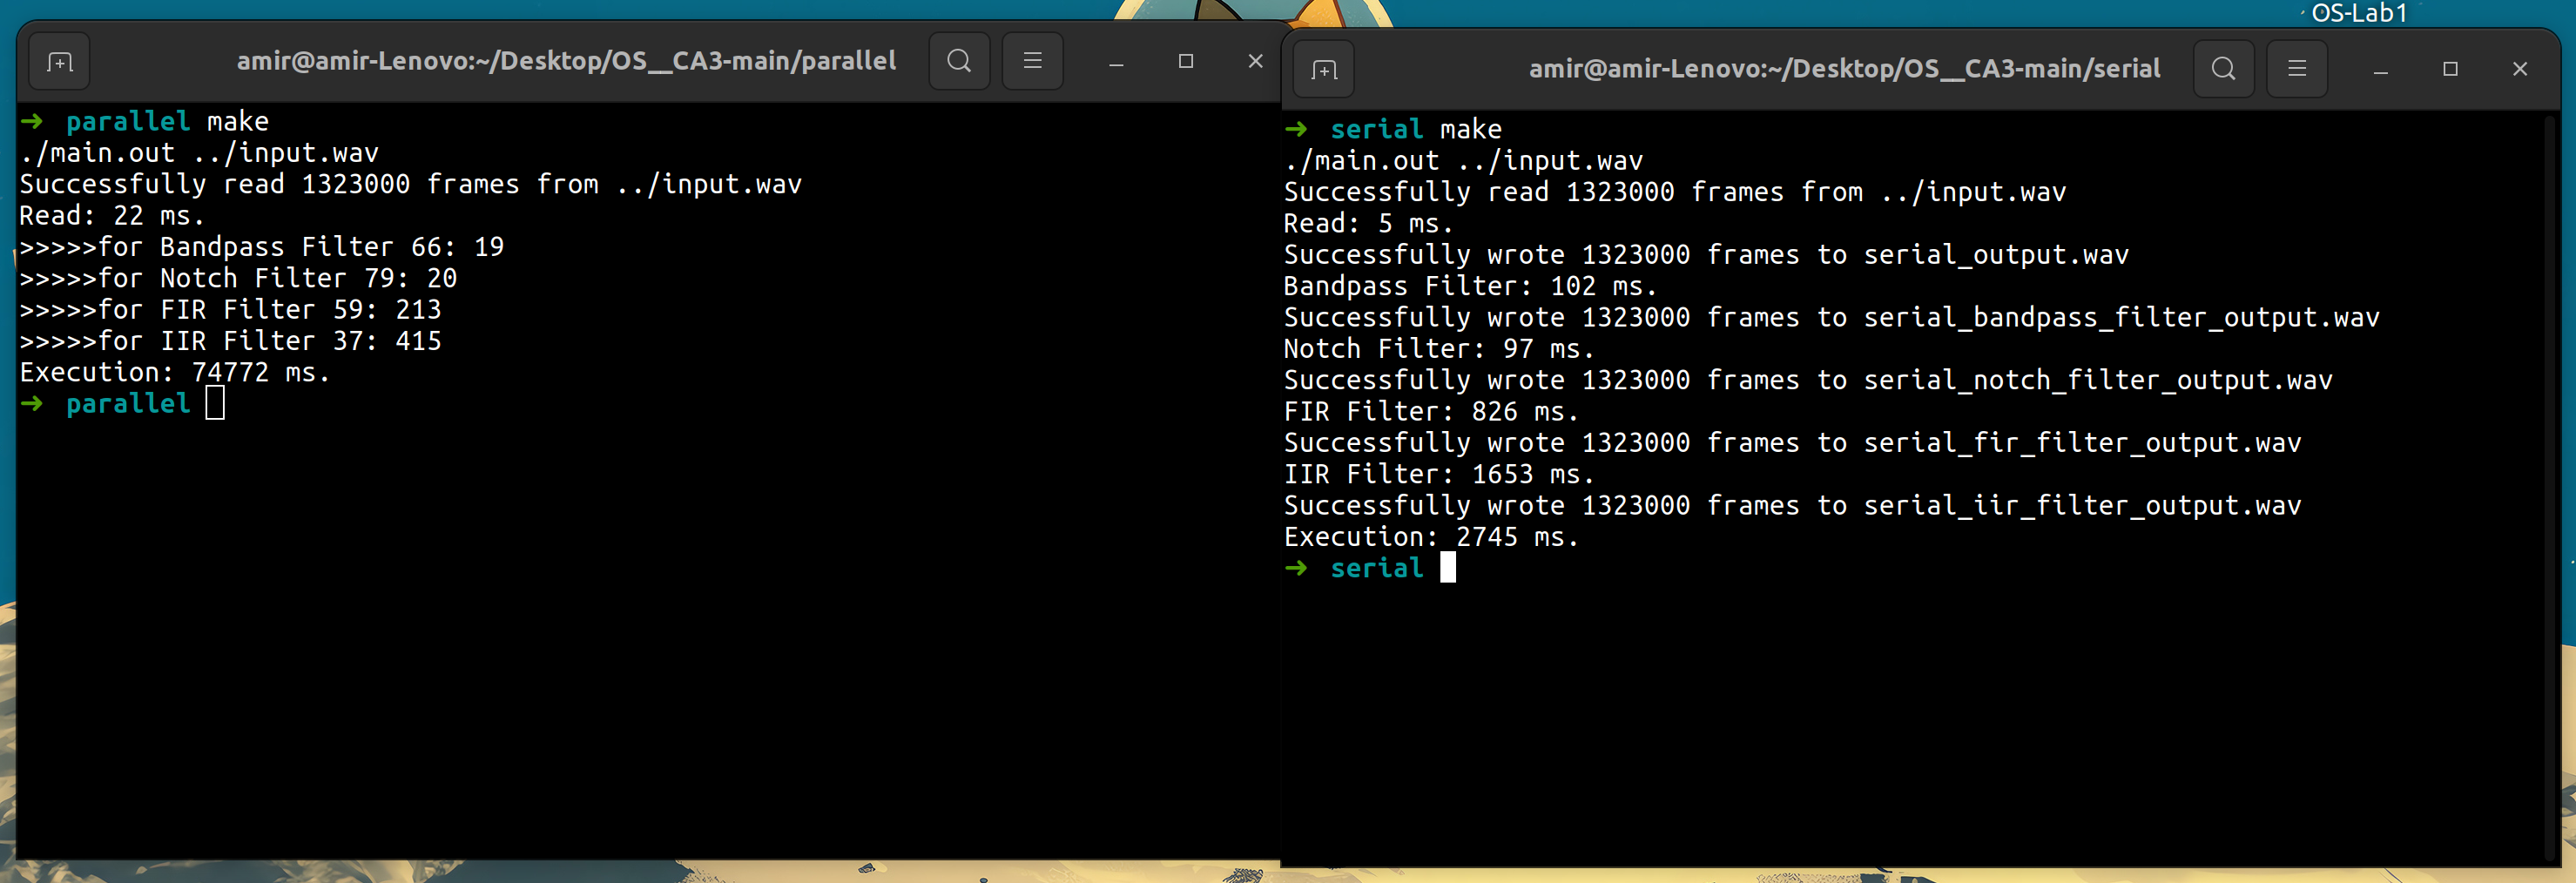 OS-Lab1
amir@amir-Lenovo:~/Desktop/OS__CA3-main/parallel
➜ parallel make
./main.out ../input.wav
Successfully read 1323000 frames from ../input.wav
Read: 22 ms.
>>>>>for Bandpass Filter 66: 19
>>>>>for Notch Filter 79: 20
>>>>>for FIR Filter 59: 213
>>>>>for IIR Filter 37: 415
Execution: 74772 ms.
➜ parallel
amir@amir-Lenovo:~/Desktop/OS__CA3-main/serial
➜ serial make
./main.out ../input.wav
Successfully read 1323000 frames from ../input.wav
Read: 5 ms.
Successfully wrote 1323000 frames to serial_output.wav
Bandpass Filter: 102 ms.
Successfully wrote 1323000 frames to serial_bandpass_filter_output.wav
Notch Filter: 97 ms.
Successfully wrote 1323000 frames to serial_notch_filter_output.wav
FIR Filter: 826 ms.
Successfully wrote 1323000 frames to serial_fir_filter_output.wav
IIR Filter: 1653 ms.
Successfully wrote 1323000 frames to serial_iir_filter_output.wav
Execution: 2745 ms.
➜ serial